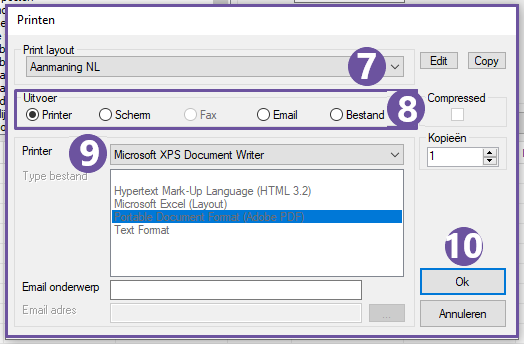 Printen
Print layout
Aanmaning NL
7
Edit
Copy
Uitvoer
8
Compressed
Printer
Scherm
Fax
Email
Bestand
Kopieën
1
Printer
9
Microsoft XPS Document Writer
Type bestand
Hypertext Mark-Up Language (HTML 3.2)
Microsoft Excel (Layout)
Portable Document Format (Adobe PDF)
Text Format
10
Email onderwerp
Ok
Email adres
...
Annuleren